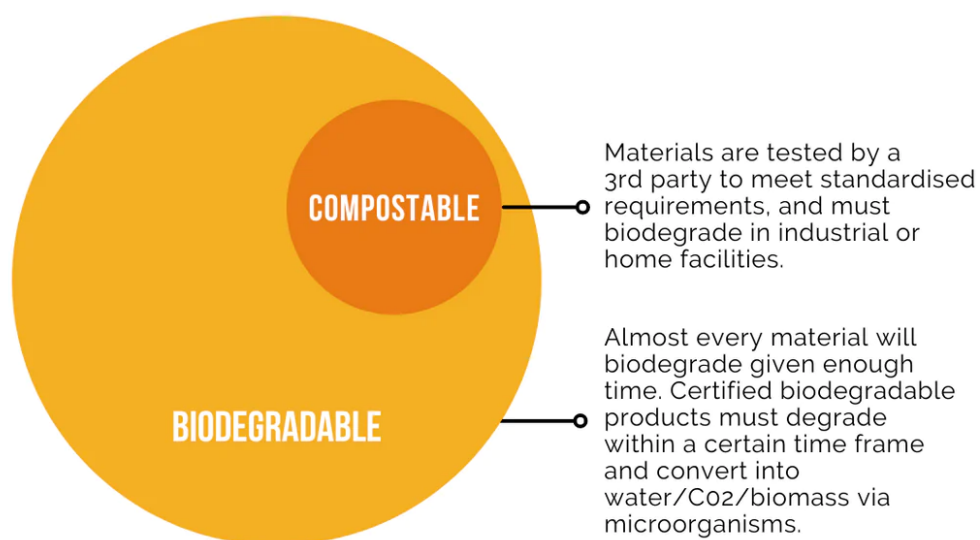 COMPOSTABLE
Materials are tested by a
3rd party to meet standardised
requirements, and must
biodegrade in industrial or
home facilities.
BIODEGRADABLE
Almost every material will
biodegrade given enough
time. Certified biodegradable
products must degrade
within a certain time frame
and convert into
water/C02/biomass via
microorganisms.